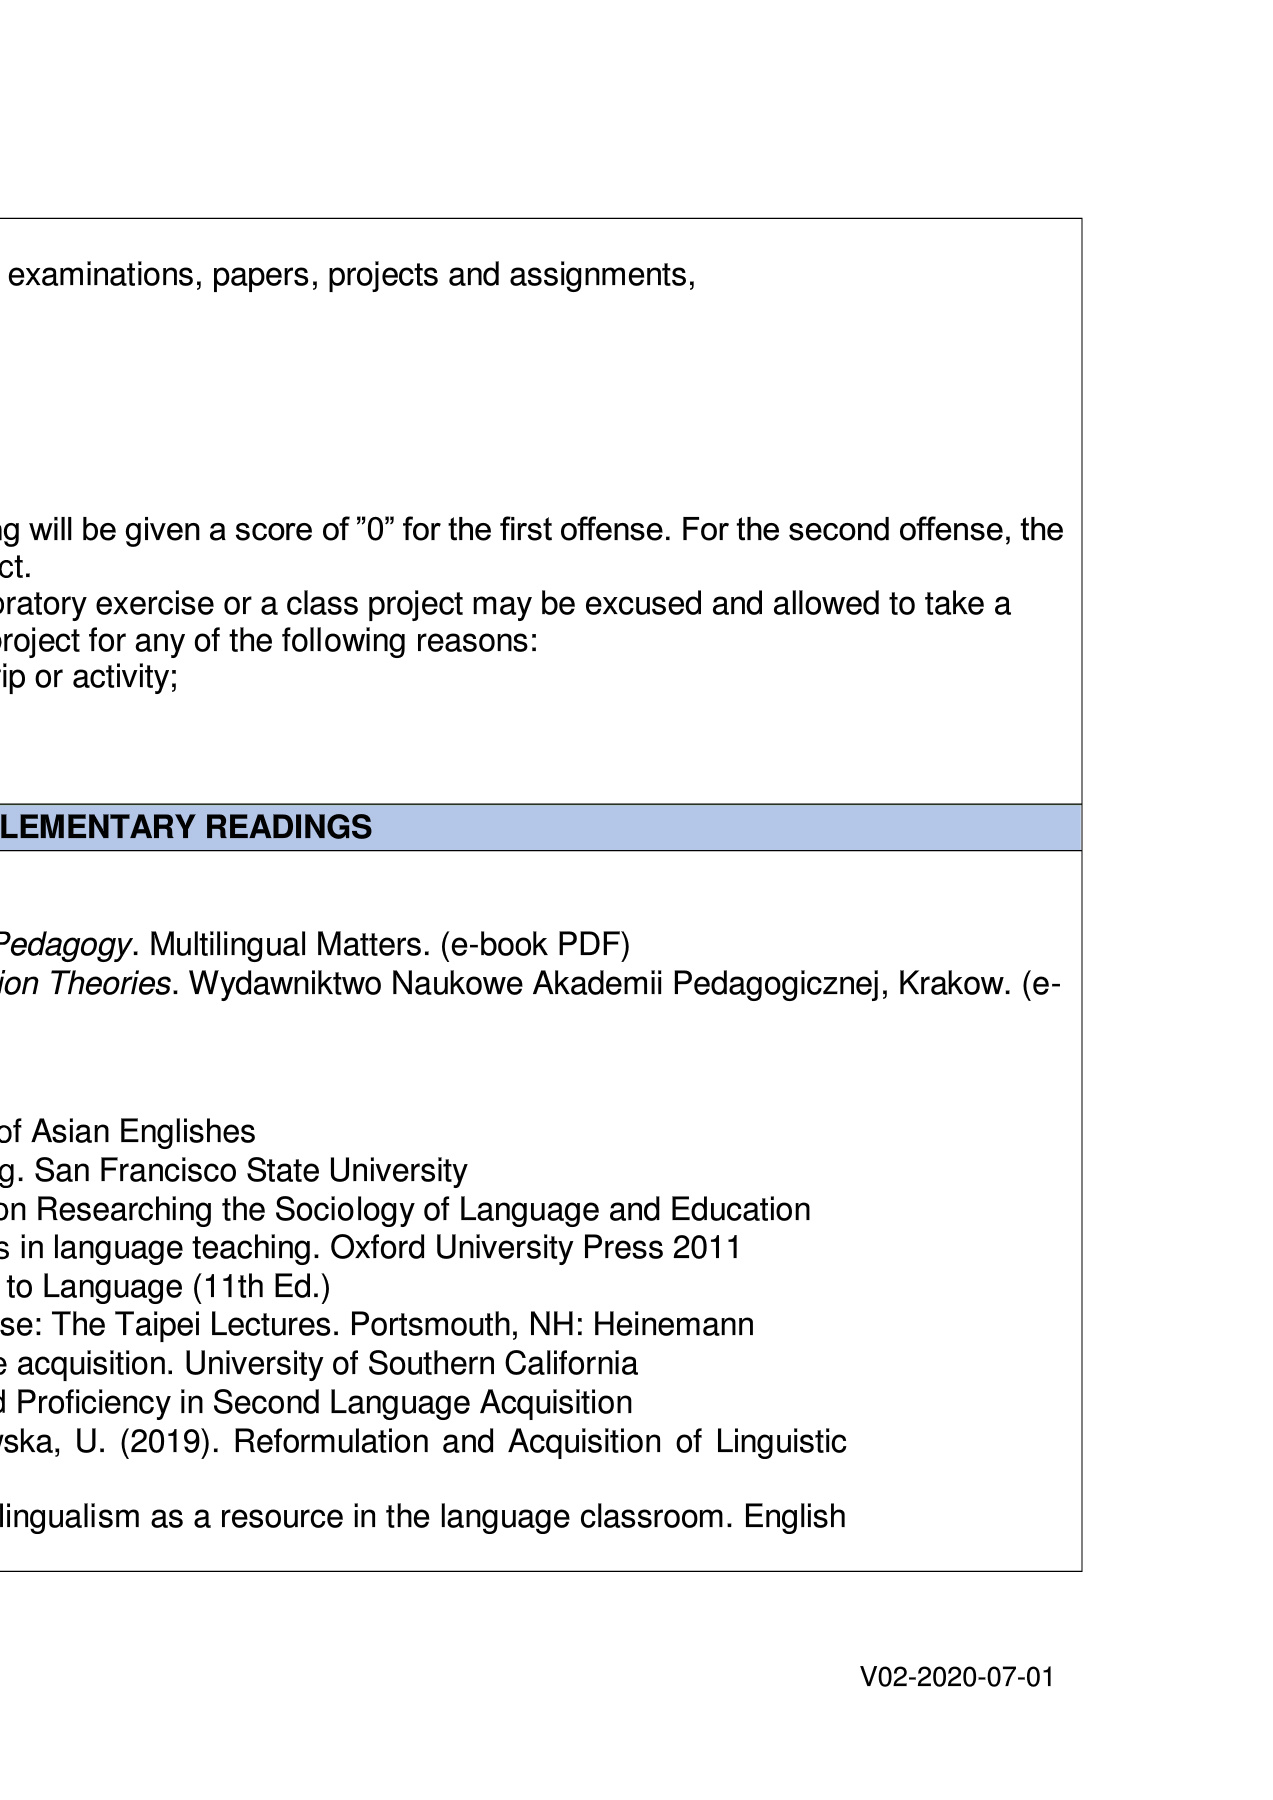 examinations, papers, projects and assignments,
will be given a score of ”0” for the first offense. For the second offense, the
ct.
oratory exercise or a class project may be excused and allowed to take a
project for any of the following reasons:
ip or activity;
LEMENTARY READINGS
Pedagogy. Multilingual Matters. (e-book PDF)
ion Theories. Wydawniktwo Naukowe Akademii Pedagogicznej, Krakow. (e-
of Asian Englishes
g. San Francisco State University
on Researching the Sociology of Language and Education
s in language teaching. Oxford University Press 2011
to Language (11th Ed.)
se: The Taipei Lectures. Portsmouth, NH: Heinemann
e acquisition. University of Southern California
d Proficiency in Second Language Acquisition
wska, U. (2019). Reformulation and Acquisition of Linguistic
lingualism as a resource in the language classroom. English
V02-2020-07-01